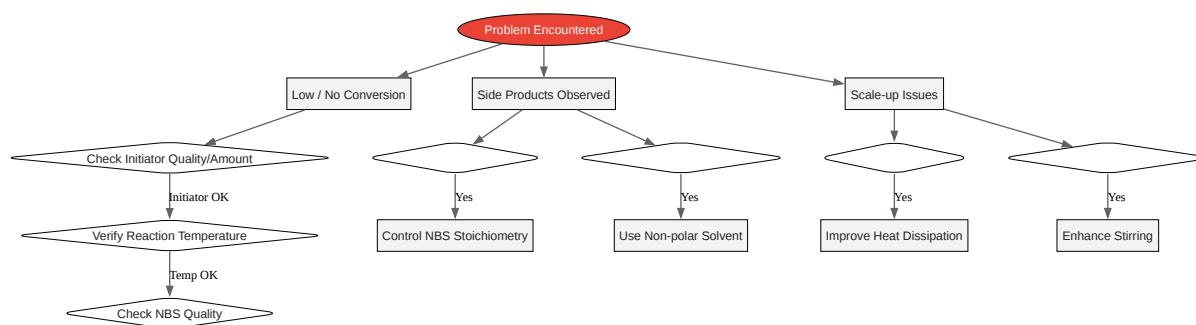 Problem Encountered
Low / No Conversion
Side Products Observed
Scale-up Issues
Check Initiator Quality/Amount
Initiator OK
Yes
Yes
Yes
Yes
Verify Reaction Temperature
Control NBS Stoichiometry
Use Non-polar Solvent
Improve Heat Dissipation
Enhance Stirring
Temp OK
Check NBS Quality